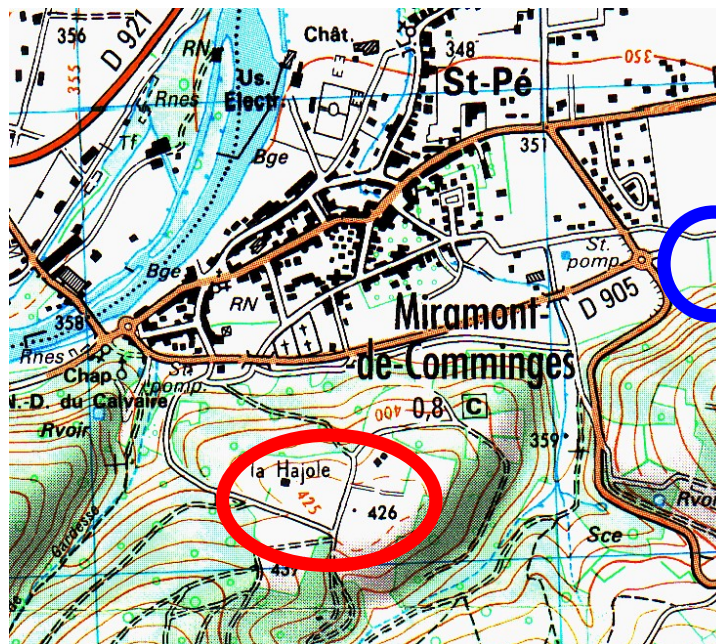 356
355
D 921
RN
Rnes
Us.
Electr.
Chât.
348
St-Pé
350
Bge
Tf
351
Bge
St.
pomp.
RN
D 905
358
Miramont-
de-Comminges
Rnes
Chap.
St.
pomp.
N.-D. du Calvaire
Rvoir
400
0,8
C
359
la Hajole
425
426
Rvoir
Gardesse
Sce
437